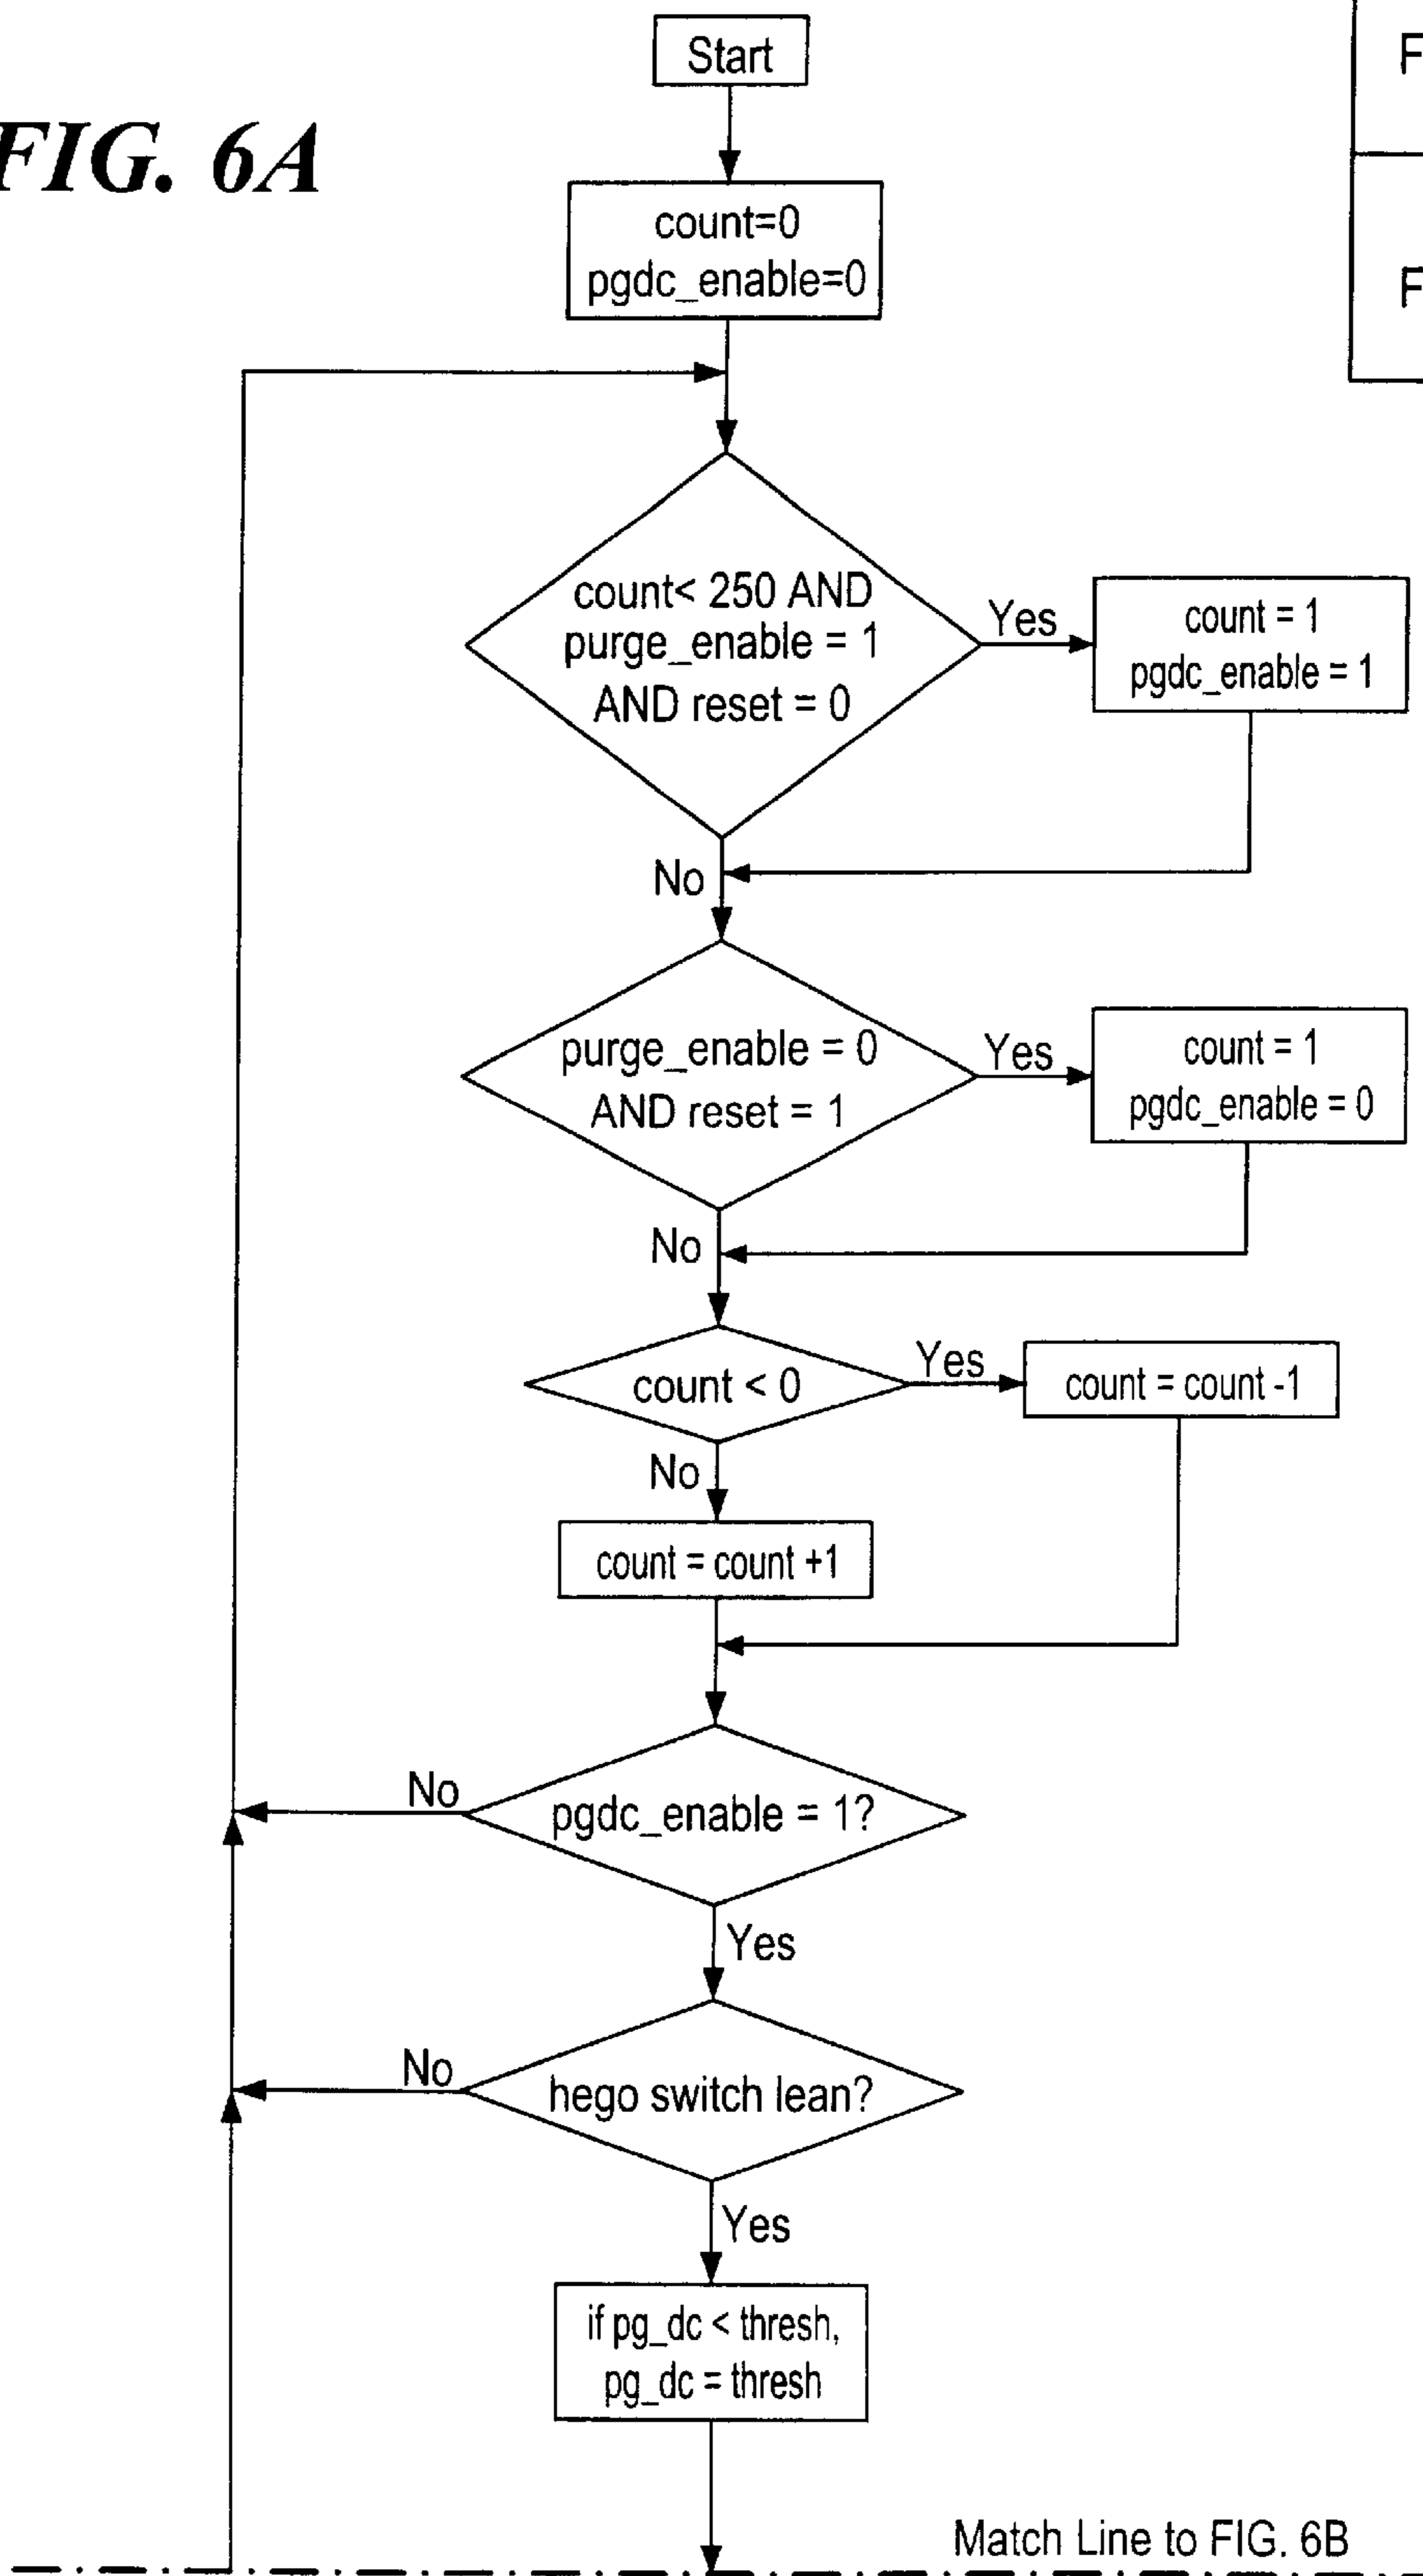 Start
FIG. 6A
count=0
pgdc_enable=0
count< 250 AND
purge_enable = 1
AND reset = 0
Yes
count = 1
pgdc_enable = 1
No
purge_enable = 0
AND reset = 1
Yes
count = 1
pgdc_enable = 0
No
count < 0
Yes
count = count -1
No
count = count +1
pgdc_enable = 1?
No
Yes
hego switch lean?
No
Yes
if pg_dc < thresh,
pg_dc = thresh
Match Line to FIG. 6B